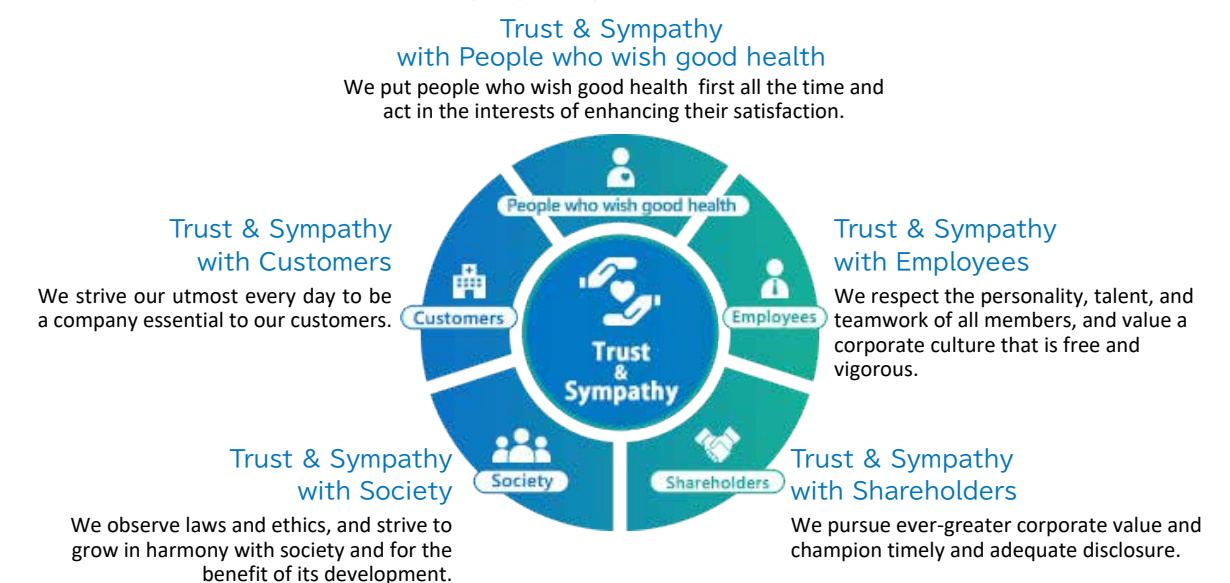 Trust & Sympathy
with People who wish good health
We put people who wish good health first all the time and
act in the interests of enhancing their satisfaction.
People who wish good health
Trust & Sympathy
with Customers
We strive our utmost every day to be
a company essential to our customers.
Customers
Trust
&
Sympathy
Employees
Trust & Sympathy
with Employees
We respect the personality, talent, and
teamwork of all members, and value a
corporate culture that is free and
vigorous.
Trust & Sympathy
with Society
We observe laws and ethics, and strive to
grow in harmony with society and for the
benefit of its development.
Society
Shareholders
Trust & Sympathy
with Shareholders
We pursue ever-greater corporate value and
champion timely and adequate disclosure.